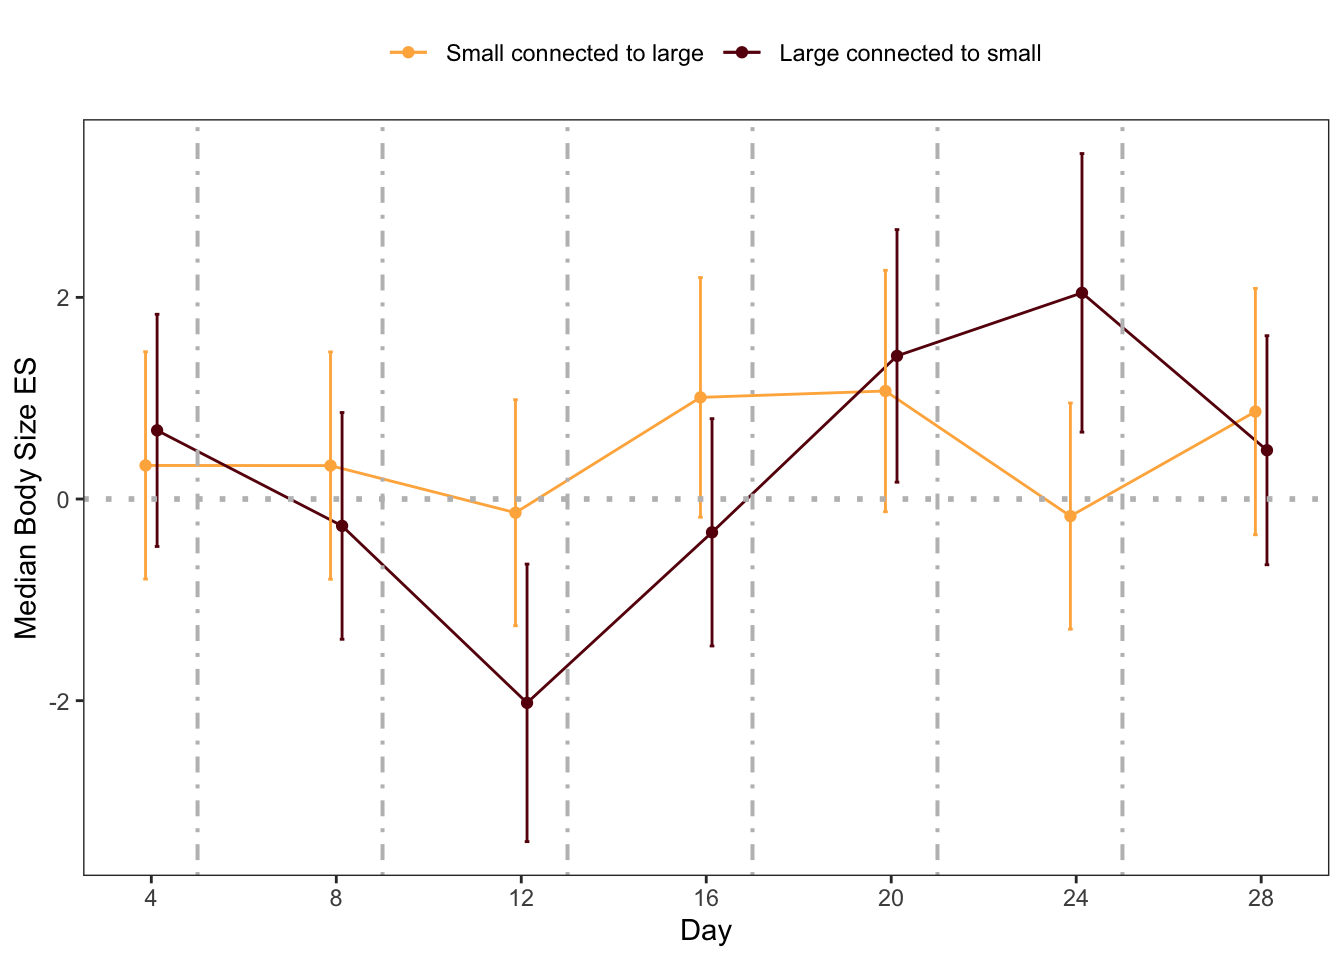 Small connected to large Large connected to small
Median Body Size ES
2
0
-2
4 8 12 16 20 24 28
Day